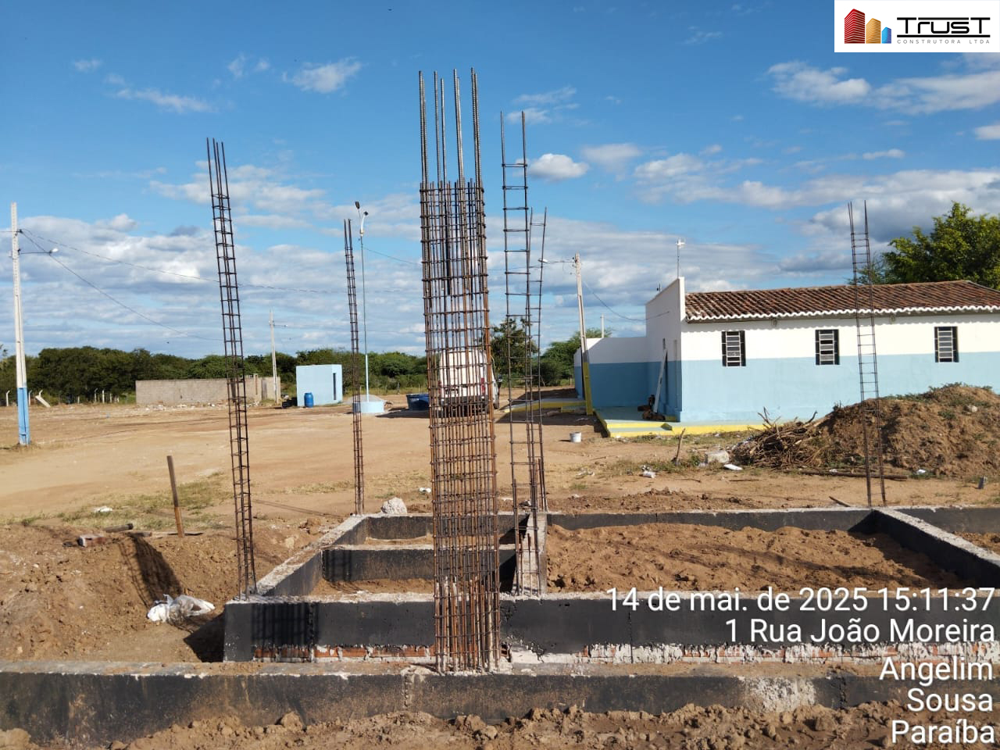 TrUST
CONSTRUTORA LTDA
14 de mai. de 2025 15:11:37
1 Rua João Moreira
Angelim
Sousa
Paraíba